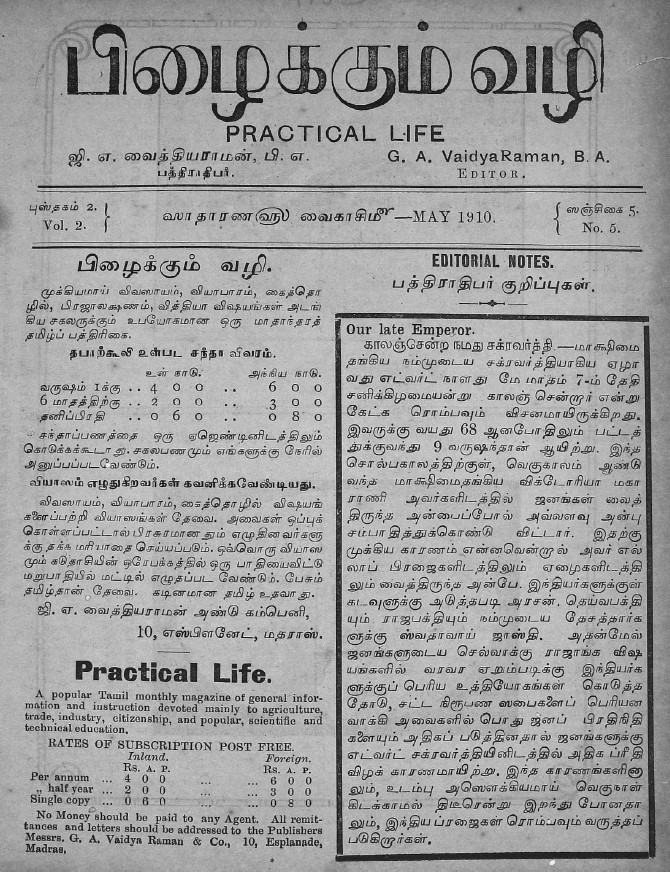 பிழைக்கும் வழி
PRACTICAL LIFE
ஜி. எ. வைத்தியராமன், பி. எ.
பத்திராதிபர்.
G. A. VaidyaRaman, B. A.
EDITOR.
புஸ்தகம் 2.
Vol. 2.
ஸாதாரண௵ வைகாசி௴—MAY 1910.
ஸஞ்சிகை 5.
No. 5.
பிழைக்கும் வழி.
முக்கியமாய் விவஸாயம், வியாபாரம், கைத்தொ
ழில், பிரஜாலக்ஷணம், வித்தியா விஷயங்கள் அடங்
கிய சகலருக்கும் உபயோகமான ஒரு மாதாந்தரத்
தமிழ்ப் பத்திரிகை.
தபாற்கூலி உள்பட சந்தா விவரம்.
உள் நாடு. அந்நிய நாடு.
வருஷம் 1க்கு .. 4 0 0 .. 6 0 0
6 மாதத்திற்கு .. 2 0 0 .. 3 0 0
தனிப்பிரதி .. 0 6 0 .. 0 8 0
சந்தாப்பணத்தை ஒரு ஏஜெண்டினிடத்திலும்
கொடுக்கக்கூடாது. சகலபணமும் எங்களுக்கு நேரில்
அனுப்பப்படவேண்டும்.
வியாஸம் எழுதுகிறவர்கள் கவனிக்கவேண்டியது.
விவஸாயம், வியாபாரம், கைத்தொழில் விஷயங்
களைப்பற்றி வியாஸங்கள் தேவை. அவைகள் ஒப்புக்
கொள்ளப்பட்டால் பிரசுரமானதும் எழுதினவர்களு
க்கு தக்க மரியாதை செய்யப்படும். ஒவ்வொரு வியாஸ
மும் கடுதாசியின் ஒரேபக்கத்தில் ஒரு பாதியைவிட்டு
மறுபாதியில் மட்டில் எழுதப்பட வேண்டும். பேசும்
தமிழ்தான் தேவை. கடினமான தமிழ் உதவாது.
ஜி. ஏ. வைத்தியராமன் அண்டு கம்பெனி,
10, எஸ்பிளனேட், மதராஸ்.
Practical Life.
A popular Tamil monthly magazine of general infor-
mation and instruction devoted mainly to agriculture,
trade, industry, citizenship, and popular, scientific and
technical education.
RATES OF SUBSCRIPTION POST FREE.
Inland. Foreign.
Rs. A. P. Rs. A. P.
Per annum ... 4 0 0 ... ... 6 0 0
„ half year ... 2 0 0 ... ... 3 0 0
Single copy ... 0 6 0 ... ... 0 8 0
No Money should be paid to any Agent. All remit-
tances and letters should be addressed to the Publishers
Messrs. G. A. Vaidya Raman & Co., 10, Esplanade,
Madras,
EDITORIAL NOTES.
பத்திராதிபர் குறிப்புகள்.
Our late Emperor.
காலஞ்சென்ற நமது சக்ரவர்த்தி.—மாக்ஷிமை
தங்கிய நம்முடைய சக்ரவர்த்தியாகிய ஏழா
வது எட்வர்ட் நாளது மே மாதம் 7-ம் தேதி
சனிக்கிழமையன்று காலஞ் சென்றார் என்று
கேட்க ரொம்பவும் விசனமாயிருக்கிறது.
இவருக்கு வயது 68 ஆனபோதிலும் பட்டத்
துக்குவந்து 9 வருஷந்தான் ஆயிற்று. இந்த
சொல்பகாலத்திற்குள், வெகுகாலம் ஆண்டு
வந்த மாக்ஷிமைதங்கிய விக்டோரியா மகா
ராணி அவர்களிடத்தில் ஜனங்கள் வைத்
திருந்த அன்பைப்போல் அவ்வளவு அன்பு
சம்பாதித்துக்கொண்டு விட்டார். இதற்கு
முக்கிய காரணம் என்னவென்றால் அவர் எல்
லாப் பிரஜைகளிடத்திலும் ஏழைகளிடத்தி
லும் வைத்திருந்த அன்பே. இந்தியர்களுக்குள்
கடவுளுக்கு அடுத்தபடி அரசன். தெய்வபக்தி
யும் ராஜபக்தியும் நம்முடைய தேசத்தார்க
ளுக்கு ஸ்வதாவாய் ஜாஸ்தி. அதன்மேல்
ஜனங்களுடைய செல்வாக்கு ராஜாங்க விஷ
யங்களில் வரவர ஏறும்படிக்கு இந்தியர்க
ளுக்குப் பெரிய உத்தியோகங்கள் கொடுத்த
தோடு, சட்ட நிரூபண ஸபைகளைப் பெரியன
வாக்கி அவைகளில் பொது ஜனப் பிரதிநிதி
களையும் அதிகப் படுத்தினதால் ஜனங்களுக்கு
எட்வர்ட் சக்ரவர்த்தியினிடத்தில் அதிக ப்ரீதி
விழக் காரணமாயிற்று. இந்த காரணங்களினா
லும், உடம்பு அஸௌக்கியமாய் வெகுநாள்
கிடக்காமல் திடீரென்று இறந்து போனதா
லும், இந்திய ப்ரஜைகள் ரொம்பவும் வருத்தப்
படுகிறார்கள்.